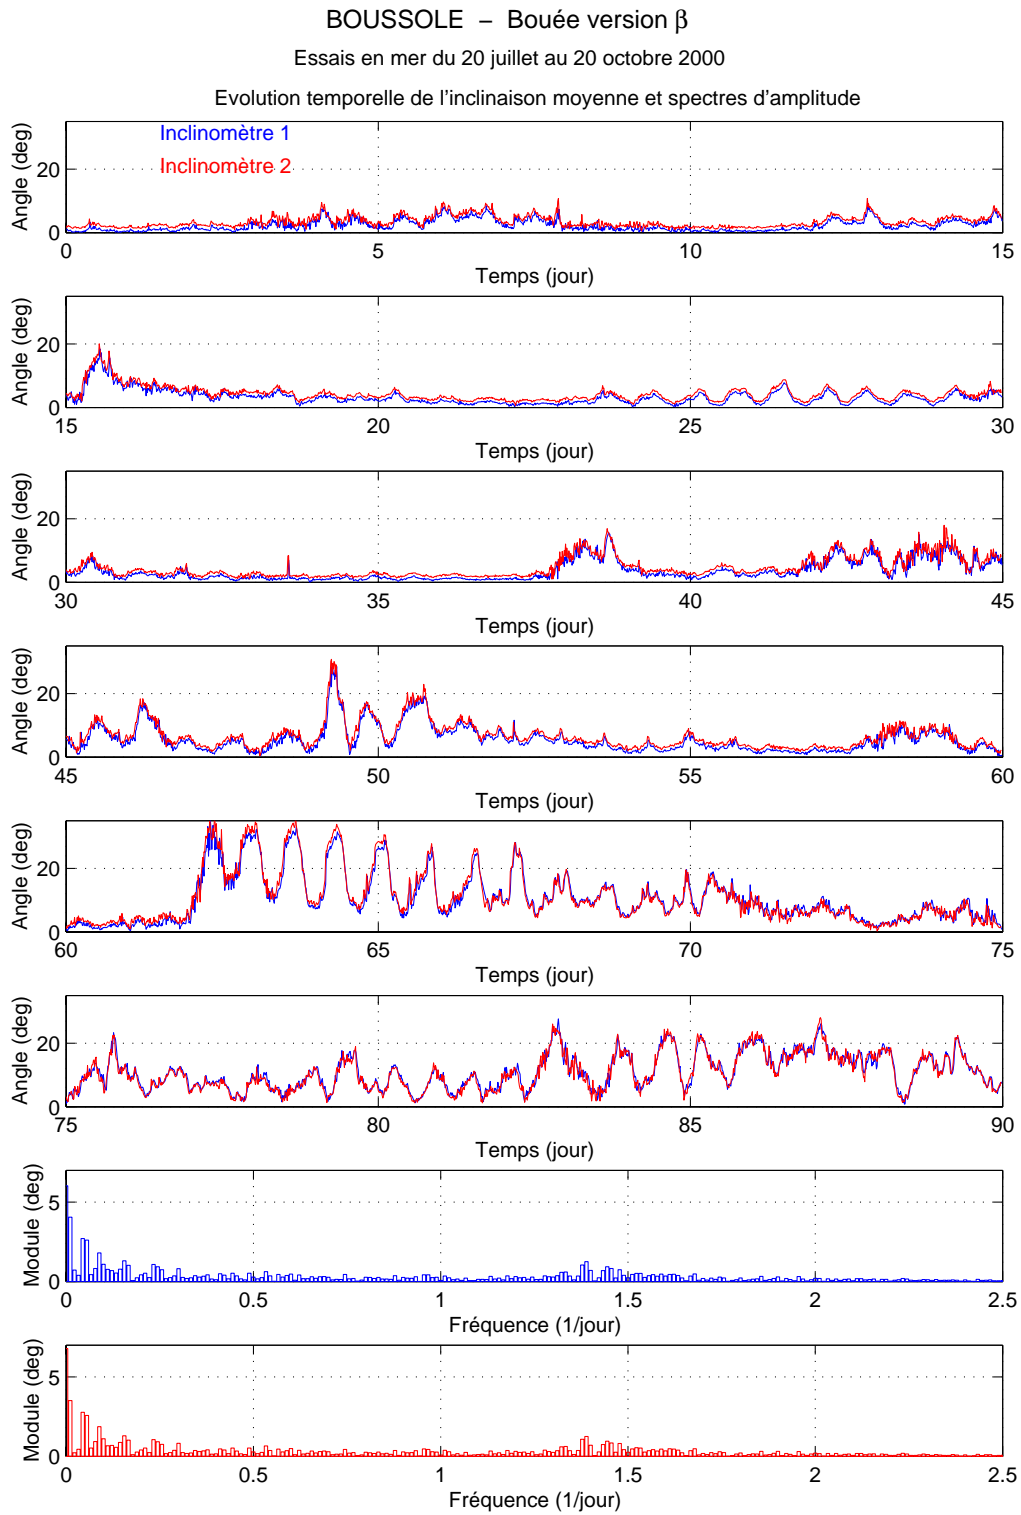 BOUSSOLE – Bouée version β
Essais en mer du 20 juillet au 20 octobre 2000
Evolution temporelle de l'inclinaison moyenne et spectres d'amplitude
Inclinomètre 1
Inclinomètre 2
Angle (deg)
20
0
0 5 10 15
Temps (jour)
Angle (deg)
20
0
15 20 25 30
Temps (jour)
Angle (deg)
20
0
30 35 40 45
Temps (jour)
Angle (deg)
20
0
45 50 55 60
Temps (jour)
Angle (deg)
20
0
60 65 70 75
Temps (jour)
Angle (deg)
20
0
75 80 85 90
Temps (jour)
Module (deg)
5
0
0 0.5 1 1.5 2 2.5
Fréquence (1/jour)
Module (deg)
5
0
0 0.5 1 1.5 2 2.5
Fréquence (1/jour)